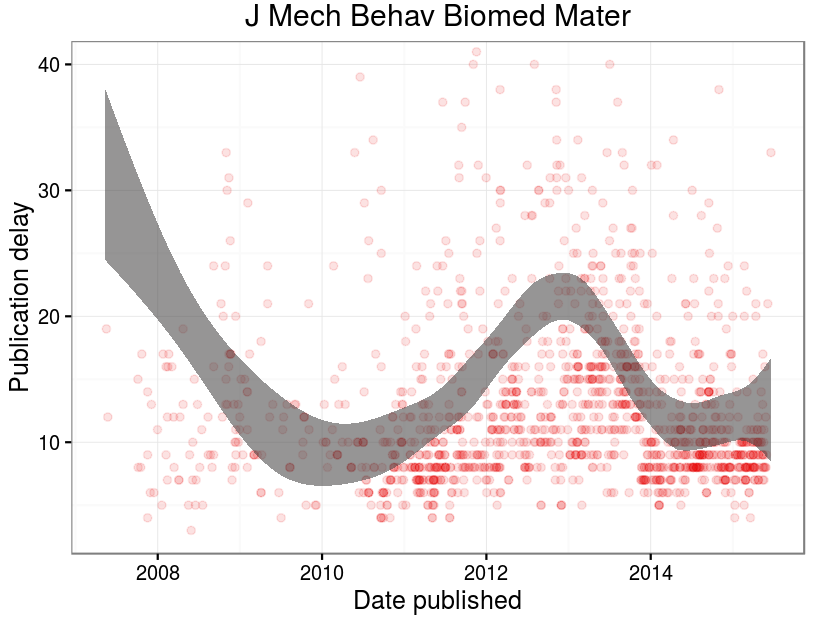 J Mech Behav Biomed Mater
40
30
20
10
Publication delay
2008 2010 2012 2014
Date published